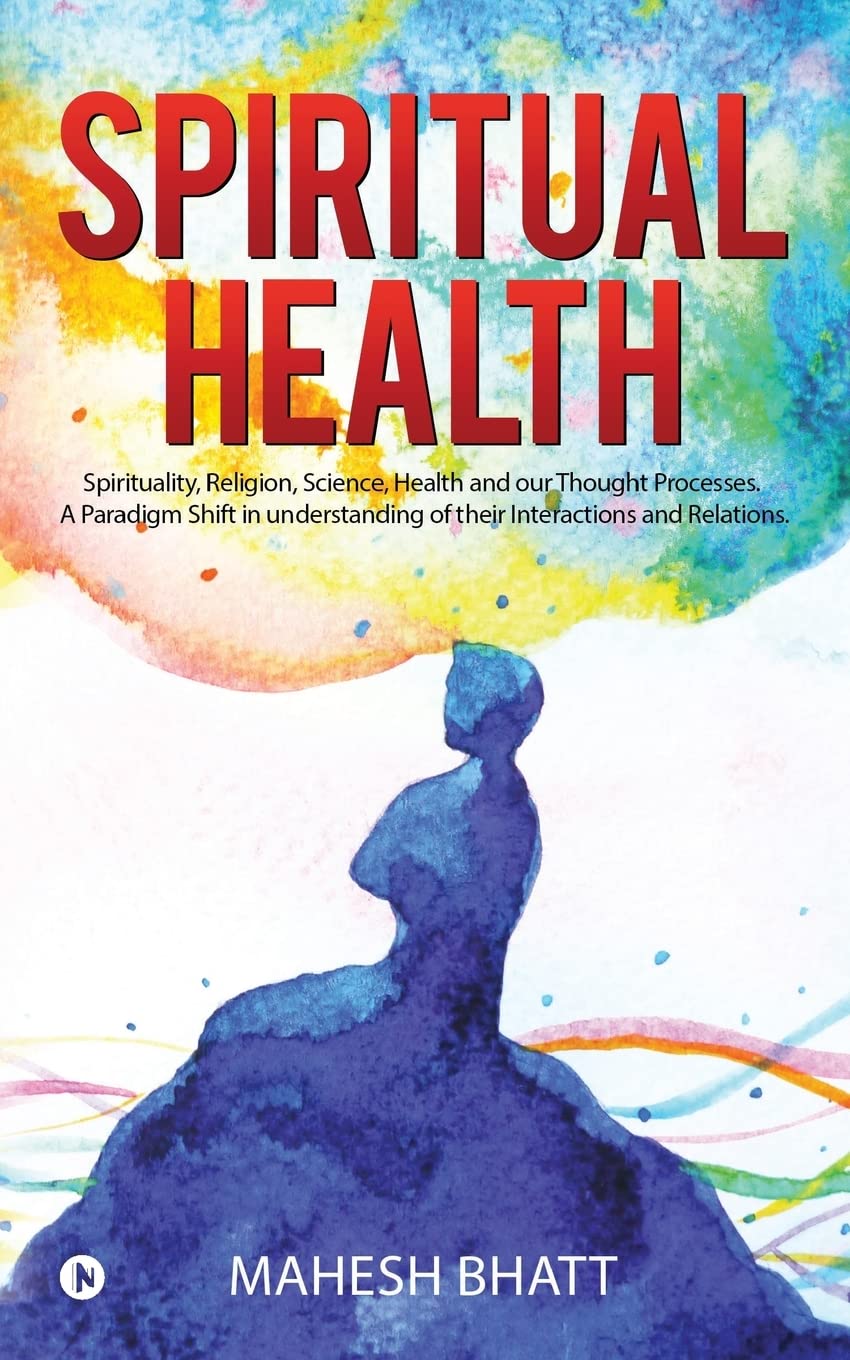 SPIRITUAL
HEALTH
Spirituality, Religion, Science, Health and our Thought Processes.
A Paradigm Shift in understanding of their Interactions and Relations.
N
MAHESH BHATT